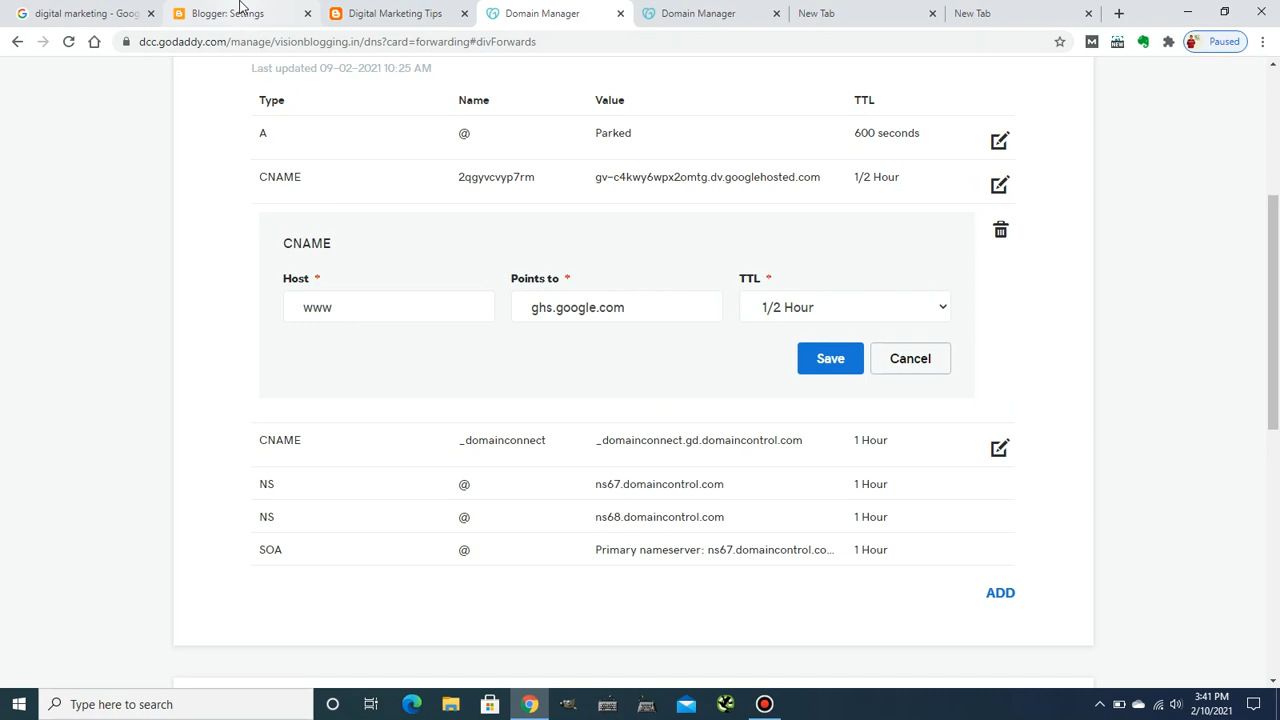 digital marketing - Goog
Blogger: Settings
Digital Marketing Tips
Domain Manager
Domain Manager
New Tab
New Tab
dcc.godaddy.com/manage/visionblogging.in/dns?card=forwarding#divForwards
Paused
Last updated 09-02-2021 10:25 AM
Type Name Value TTL
A @ Parked 600 seconds
CNAME 2qgyvcvyp7rm gv-c4kwy6wpx2omtg.dv.googlehosted.com 1/2 Hour
CNAME
Host * Points to * TTL *
www ghs.google.com 1/2 Hour
Save Cancel
CNAME _domainconnect _domainconnect.gd.domaincontrol.com 1 Hour
NS @ ns67.domaincontrol.com 1 Hour
NS @ ns68.domaincontrol.com 1 Hour
SOA @ Primary nameserver: ns67.domaincontrol.co... 1 Hour
ADD
Type here to search
3:41 PM
2/10/2021